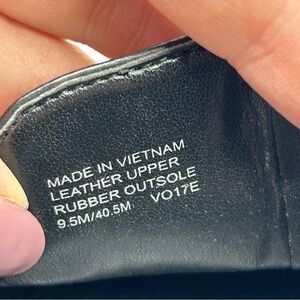 MADE IN VIETNAM
LEATHER UPPER
RUBBER OUTSOLE
9.5M/40.5M VO17E